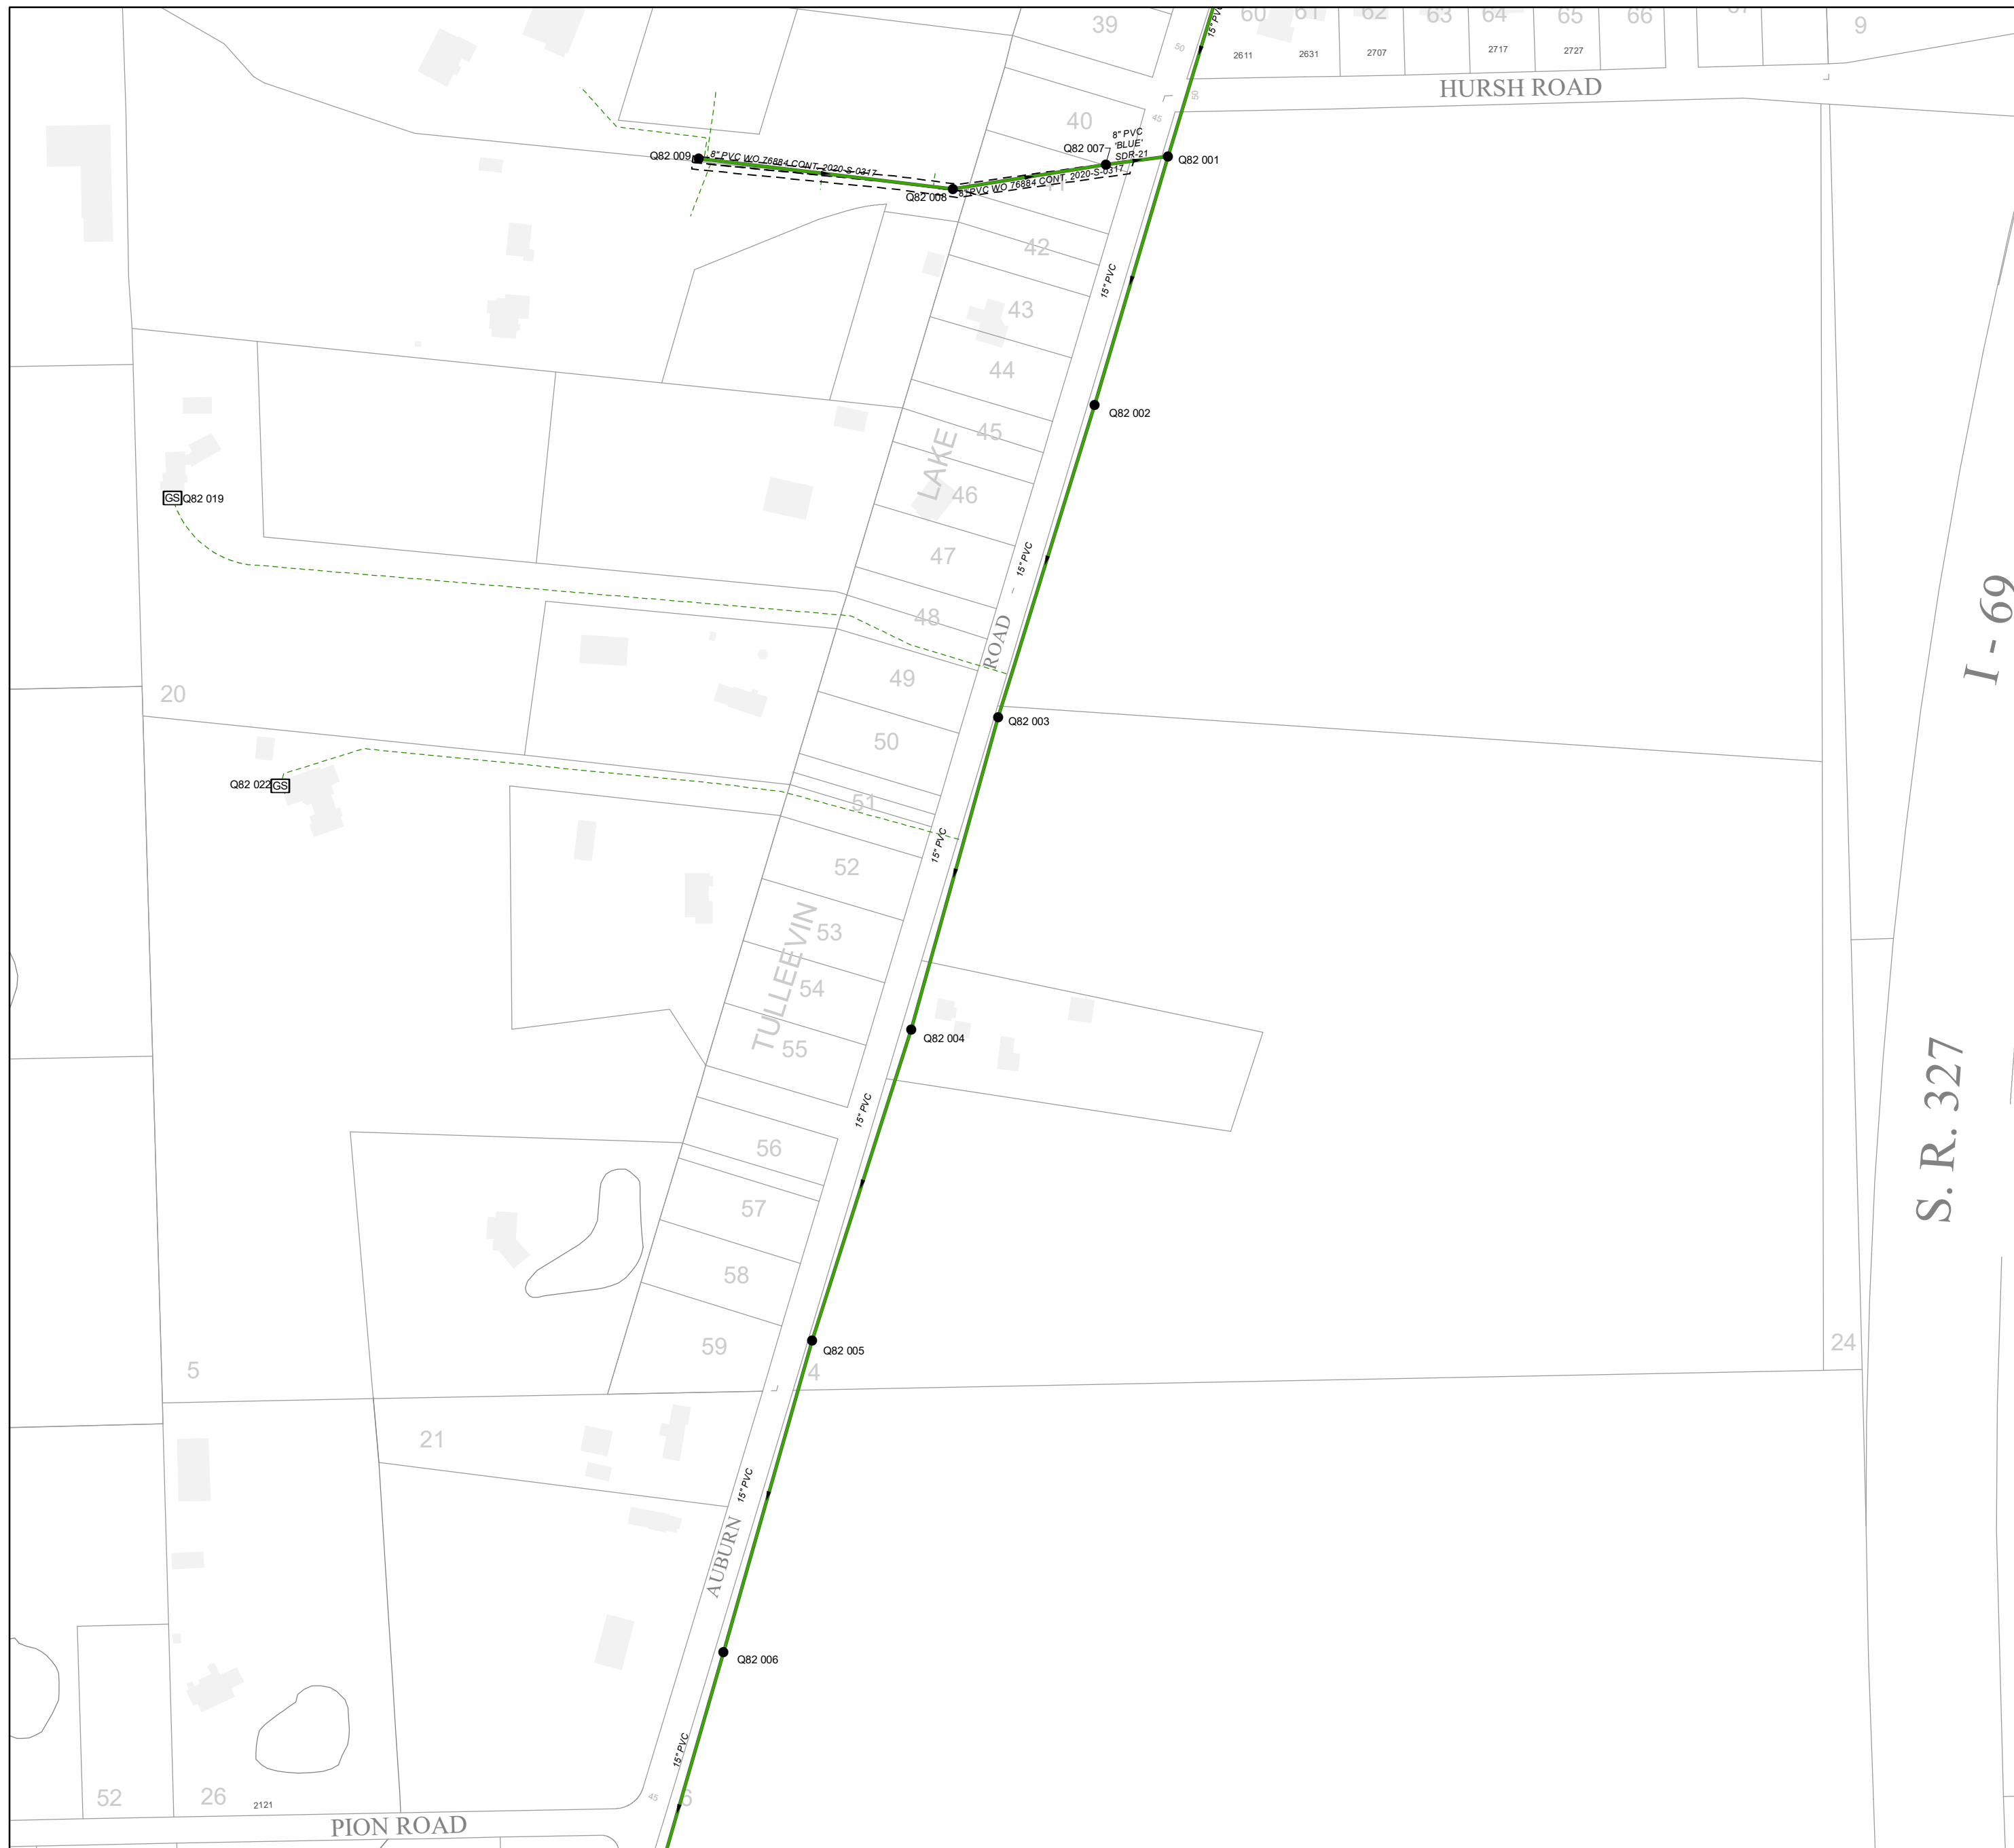 39
60
61
62
63
64
65
66
9
2611
2631
2707
2717
2727
15" PVC
50
50
45
HURSH ROAD
40
8" PVC
'BLUE'
SDR-21
Q82 007
Q82 001
Q82 009
8" PVC WO 76884 CONT. 2020-S-0317
Q82 008
8" PVC WO 76884 CONT. 2020-S-0317
42
15" PVC
43
44
Q82 002
45
LAKE
46
GS
Q82 019
47
15" PVC
48
ROAD
I - 69
49
20
Q82 003
50
Q82 022
GS
51
15" PVC
52
53
TULLEEVIN
54
Q82 004
55
15" PVC
S. R. 327
56
57
58
59
Q82 005
24
5
4
21
15" PVC
AUBURN
Q82 006
15" PVC
52
26
2121
45
6
PION ROAD